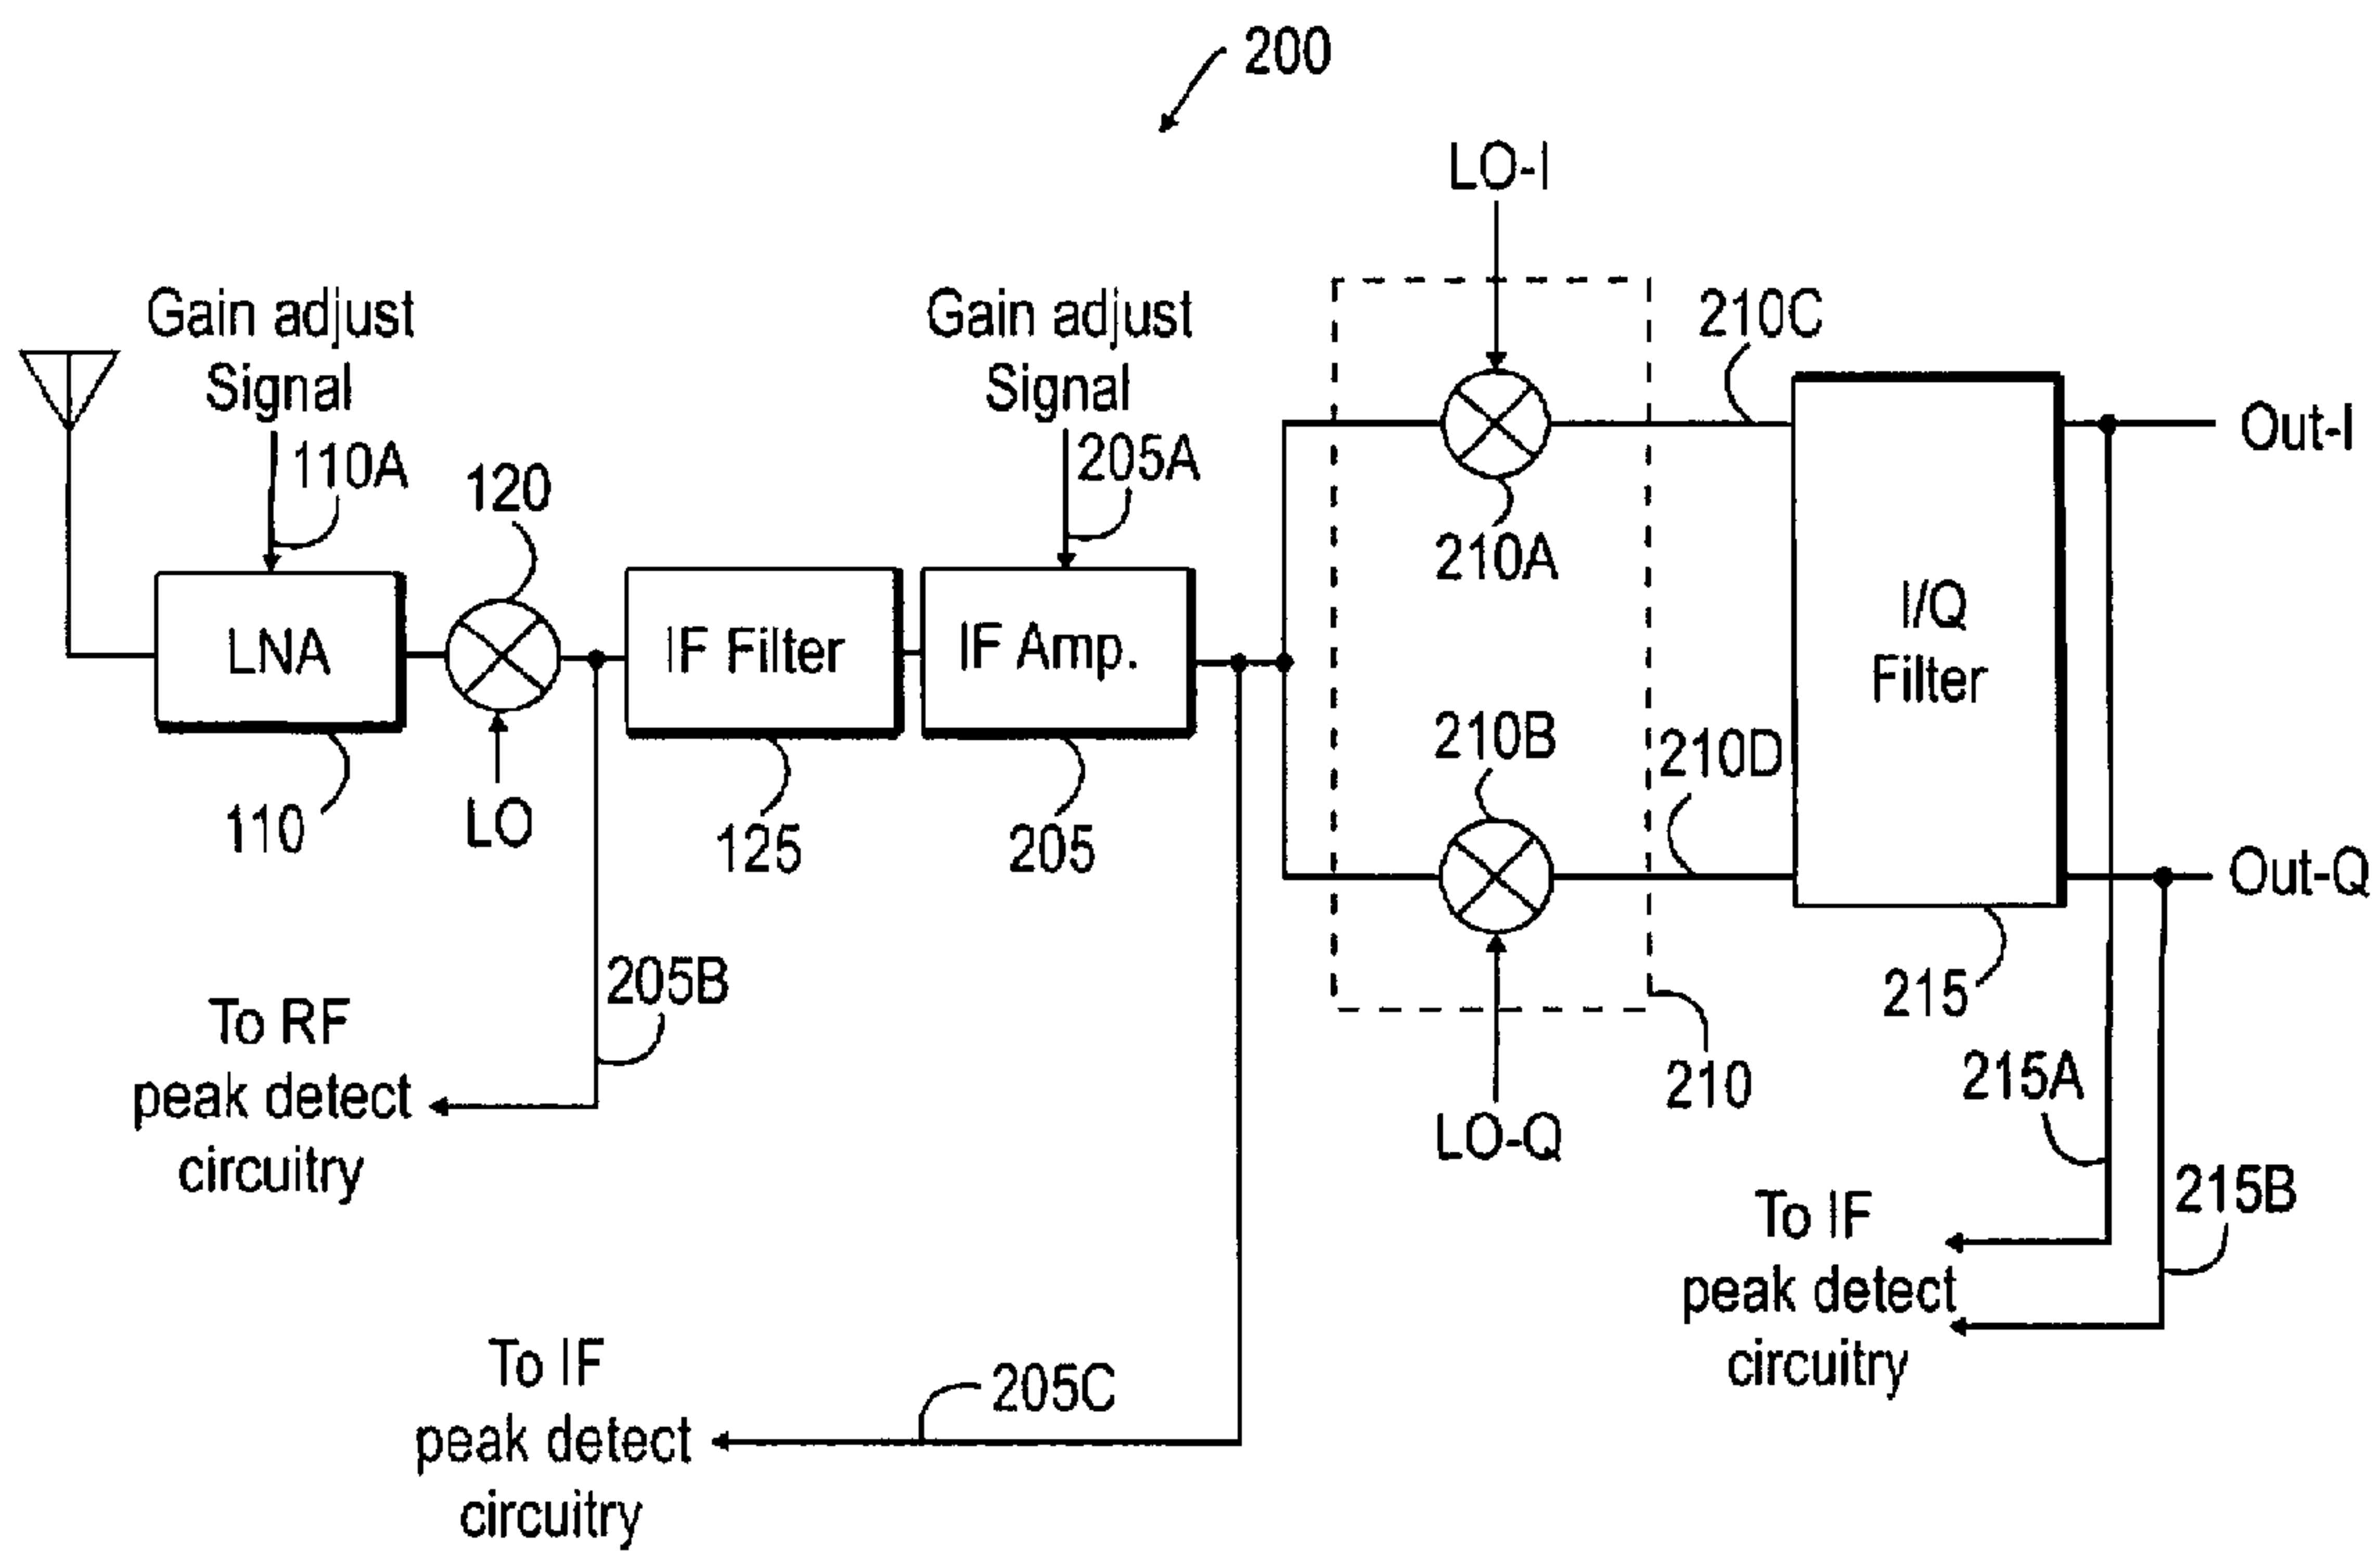 200
LO-I
Gain adjust
Signal
110A
120
Gain adjust
Signal
205A
210C
210A
Out-I
LNA
IF Filter
IF Amp.
I/Q
Filter
110
LO
125
205
210B
210D
Out-Q
205B
To RF
peak detect
circuitry
215
210
LO-Q
215A
215B
To IF
peak detect
circuitry
To IF
peak detect
circuitry
205C